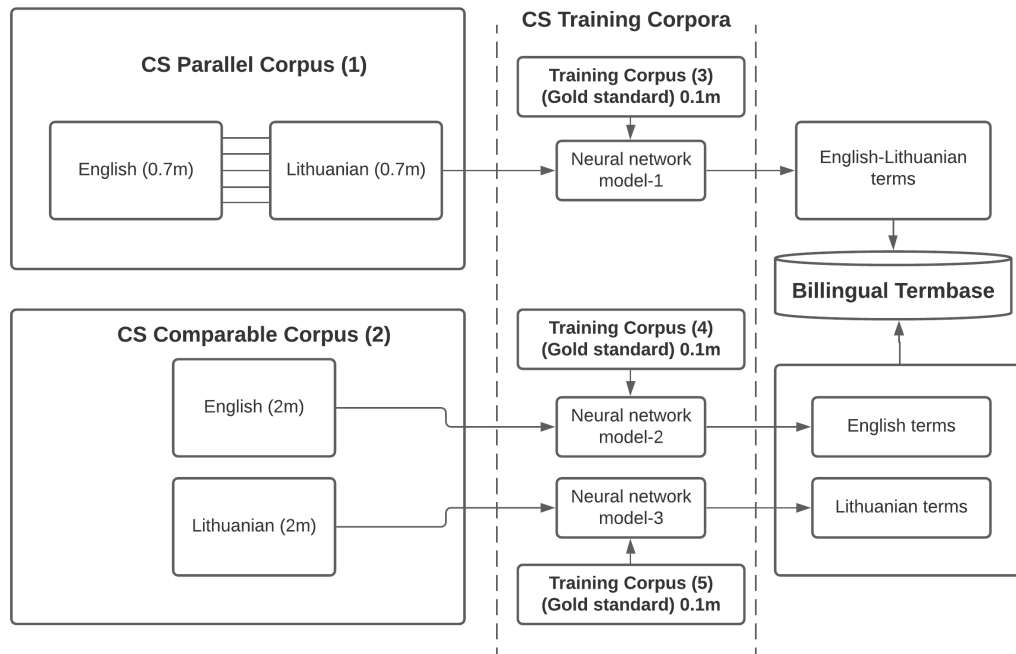 CS Training Corpora
CS Parallel Corpus (1)
English (0.7m)
Lithuanian (0.7m)
Training Corpus (3)
(Gold standard) 0.1m
Neural network
model-1
English-Lithuanian
terms
Billingual Termbase
CS Comparable Corpus (2)
English (2m)
Lithuanian (2m)
Training Corpus (4)
(Gold standard) 0.1m
Neural network
model-2
Neural network
model-3
Training Corpus (5)
(Gold standard) 0.1m
English terms
Lithuanian terms